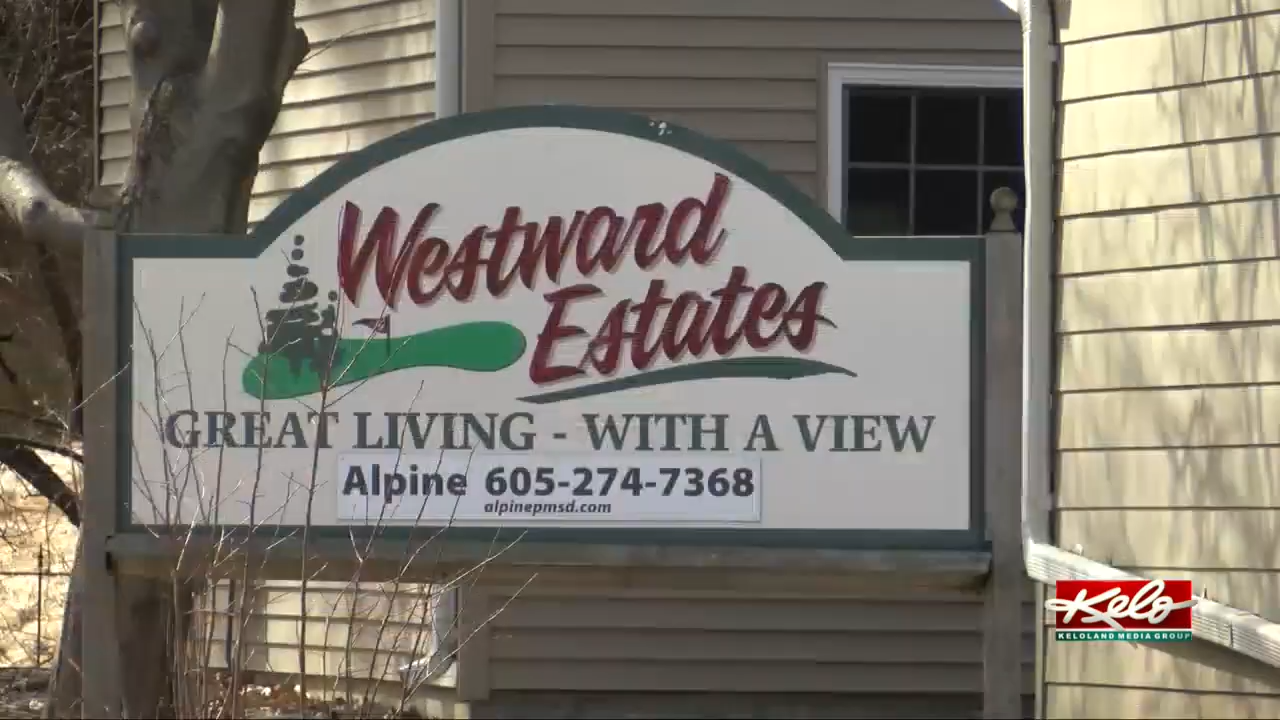 Westward
Estates
GREAT LIVING - WITH A VIEW
Alpine 605-274-7368
alpinepmsd.com
Kelo
KELOLAND MEDIA GROUP